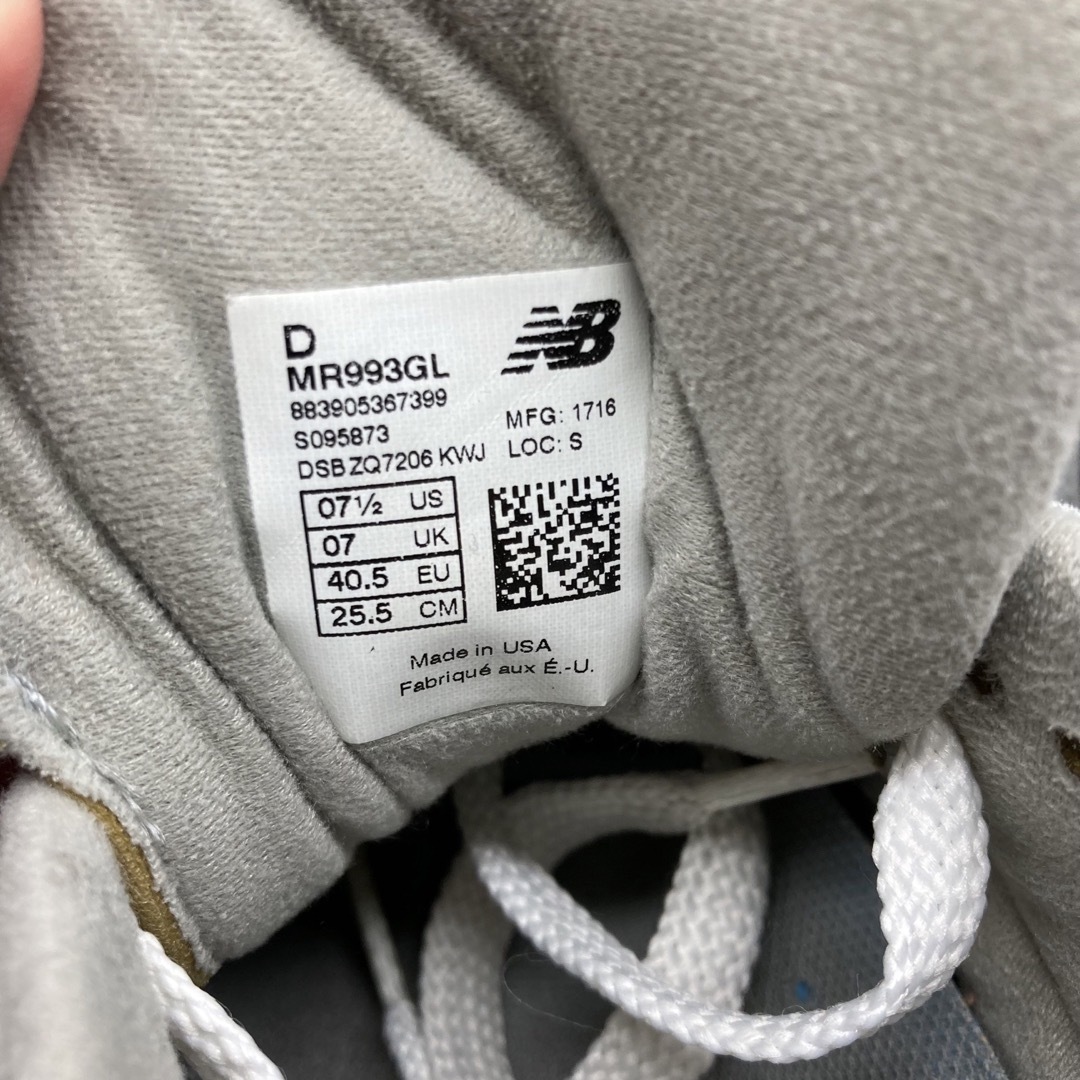 D
NB
MR993GL
883905367399
S095873
MFG: 1716
DSB ZQ7206 KWJ
LOC: S
07½ US
07 UK
40.5 EU
25.5 CM
Made in USA
Fabriqué aux É.-U.